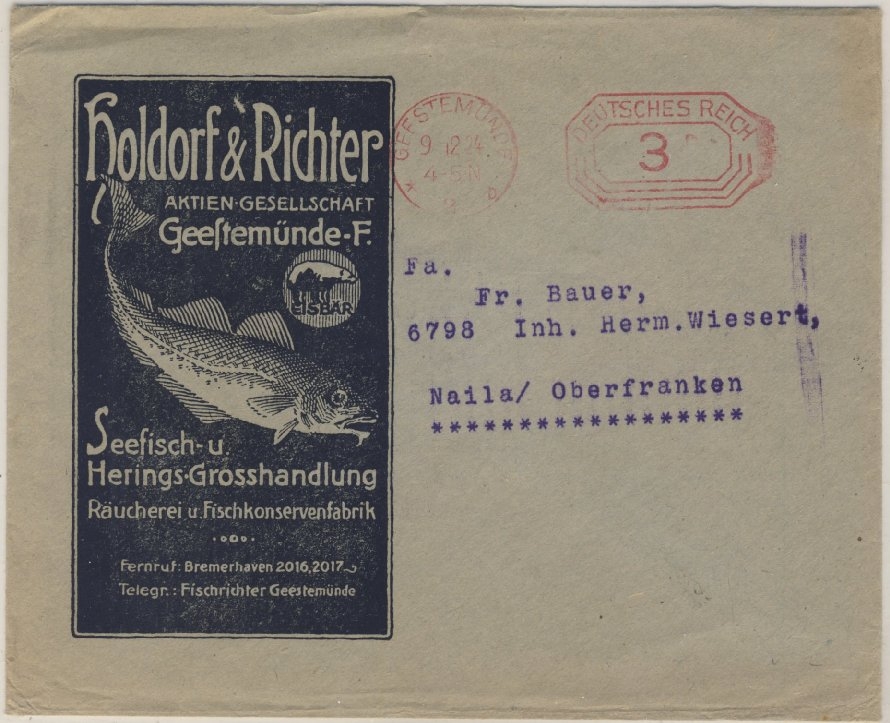 Holdorf & Richter
AKTIEN-GESELLSCHAFT
Geeſtemünde-F.
EISBÄR
Seefisch- u.
Herings-Grosshandlung
Räucherei u. Fischkonservenfabrik
Fernruf: Bremerhaven 2016, 2017
Telegr.: Fischrichter Geestemünde
GEESTEMÜNDE
9 12 24
4-5 N
* b
DEUTSCHES REICH
3
Fa.
Fr. Bauer,
6798 Inh. Herm.Wiesert,
Naila/ Oberfranken
******************